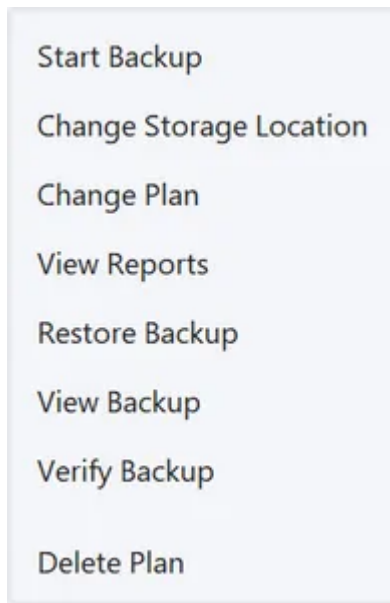 Start Backup
Change Storage Location
Change Plan
View Reports
Restore Backup
View Backup
Verify Backup
Delete Plan